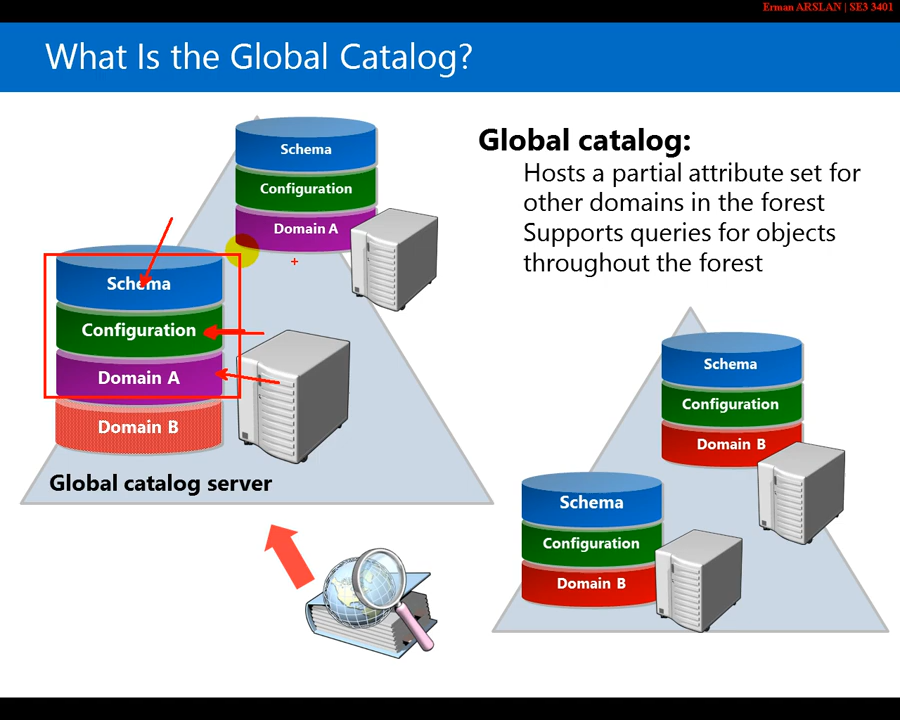 Erman ARSLAN | SE3 3401
What Is the Global Catalog?
Schema
Configuration
Domain A
Schema
Configuration
Domain A
Domain B
Global catalog server
Global catalog:
Hosts a partial attribute set for
other domains in the forest
Supports queries for objects
throughout the forest
Schema
Configuration
Domain B
Schema
Configuration
Domain B